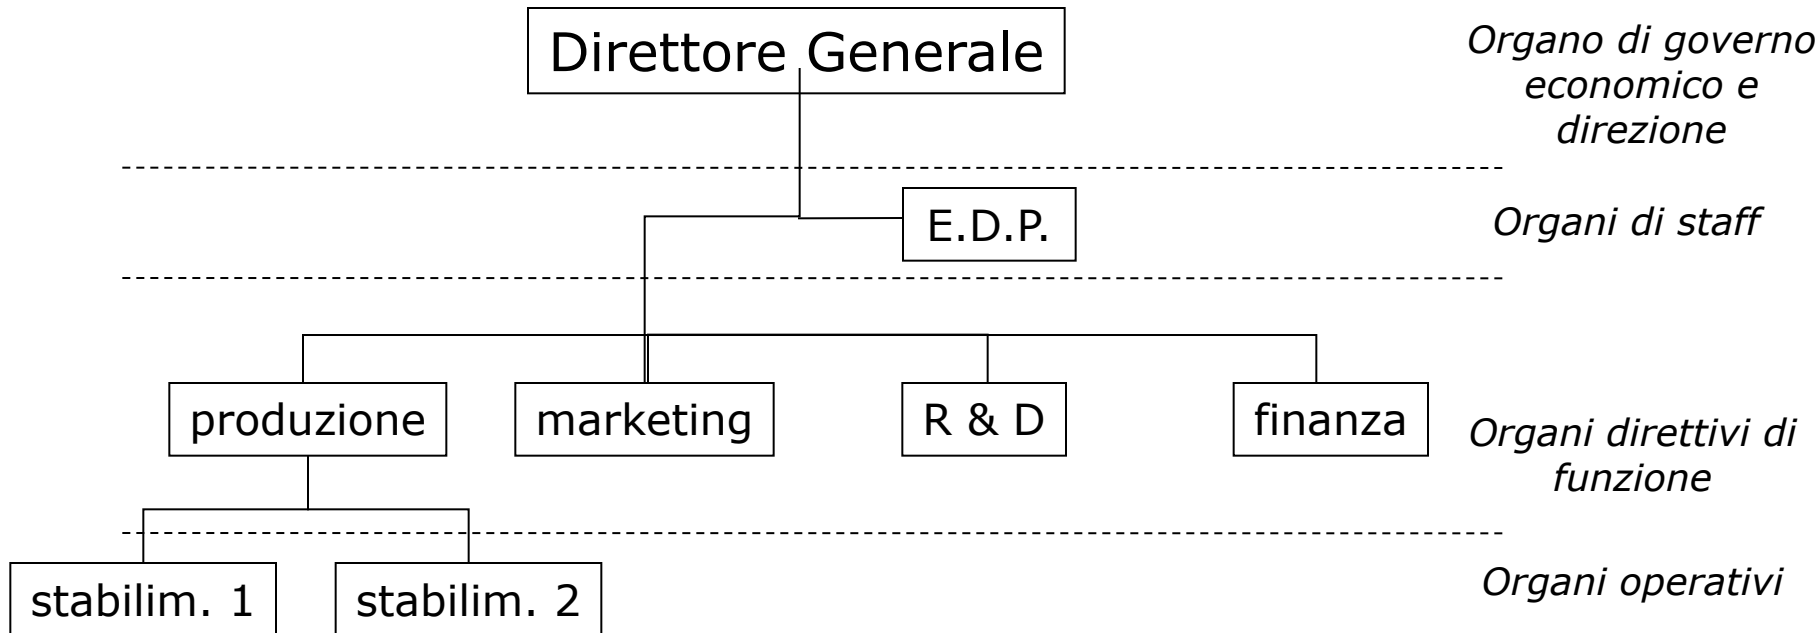 Direttore Generale
Organo di governo
economico e
direzione
E.D.P.
Organi di staff
produzione
marketing
R & D
finanza
Organi direttivi di
funzione
stabilim. 1
stabilim. 2
Organi operativi